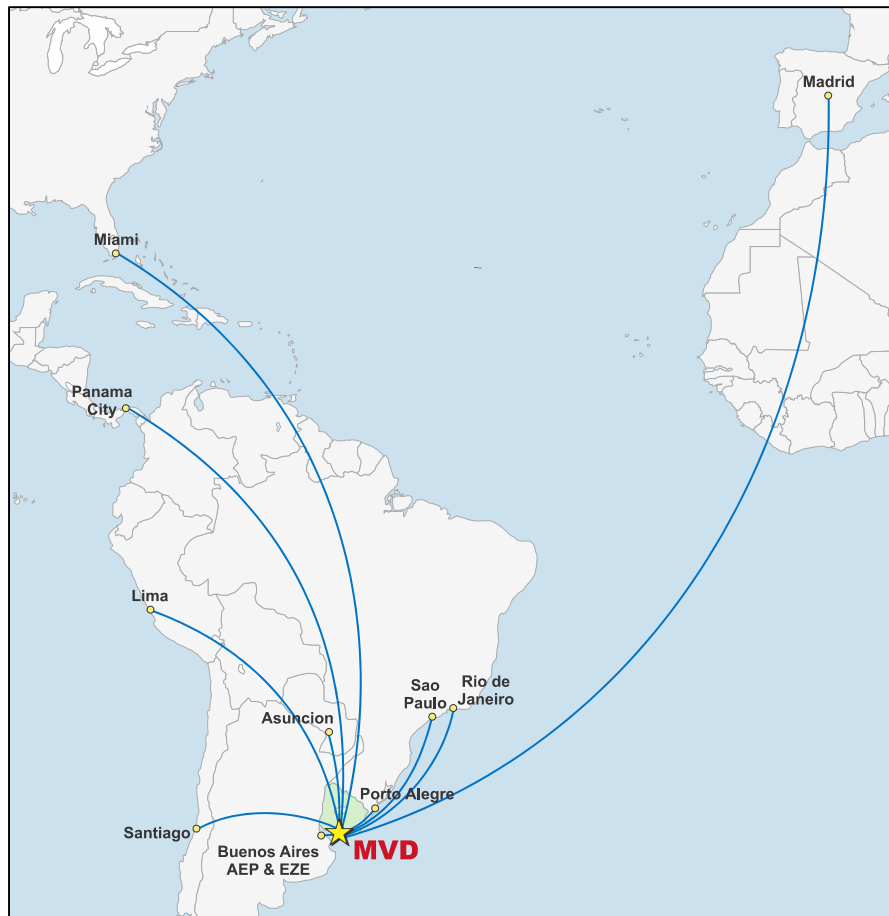 Madrid
Miami
Panama
City
Lima
Sao
Paulo
Rio de
Janeiro
Asuncion
Porto Alegre
Santiago
Buenos Aires
AEP & EZE
MVD